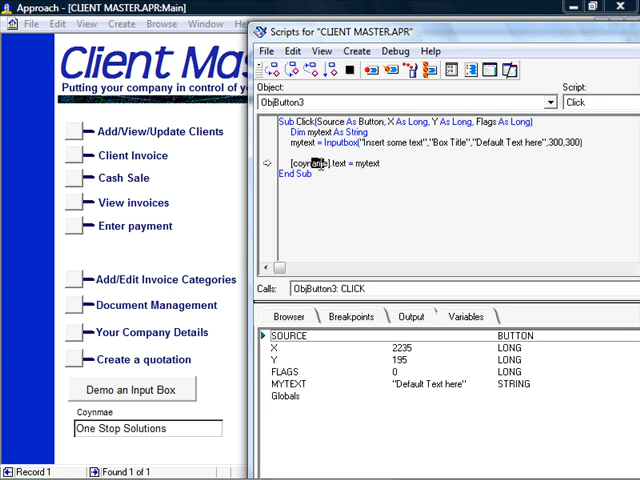 Approach - [CLIENT MASTER.APR:Main]
File Edit View Create Browse Window
Client Mas
Putting your company in control of you
Add/View/Update Clients
Client Invoice
Cash Sale
View invoices
Enter payment
Add/Edit Invoice Categories
Document Management
Your Company Details
Create a quotation
Demo an Input Box
Coynmae
One Stop Solutions
Record 1
Found 1 of 1
Scripts for "CLIENT MASTER.APR"
File Edit View Create Debug Help
Object: Script:
ObjButton3 Click
Sub Click(Source As Button, X As Long, Y As Long, Flags As Long)
Dim mytext As String
mytext = Inputbox("Insert some text","Box Title","Default Text here",300,300)
[coyname].text = mytext
End Sub
Calls: ObjButton3: CLICK
Browser Breakpoints Output Variables
SOURCE BUTTON
X 2235 LONG
Y 195 LONG
FLAGS 0 LONG
MYTEXT "Default Text here" STRING
Globals